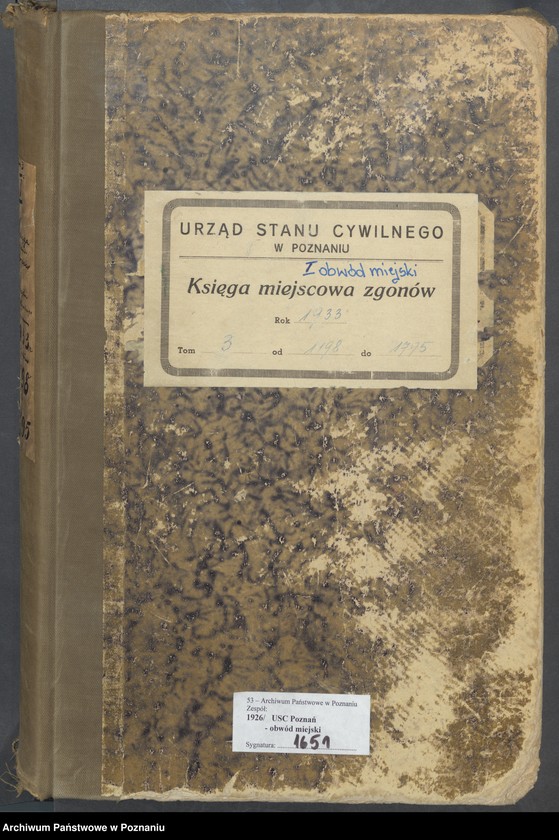 URZĄD STANU CYWILNEGO
W POZNANIU
I obwód miejski
Księga miejscowa zgonów
Rok 1933
Tom 3 od 1198 do 1795
53 – Archiwum Państwowe w Poznaniu
Zespół:
1926/ USC Poznań
- obwód miejski
Sygnatura: 1651
Archiwum Państwowe w Poznaniu